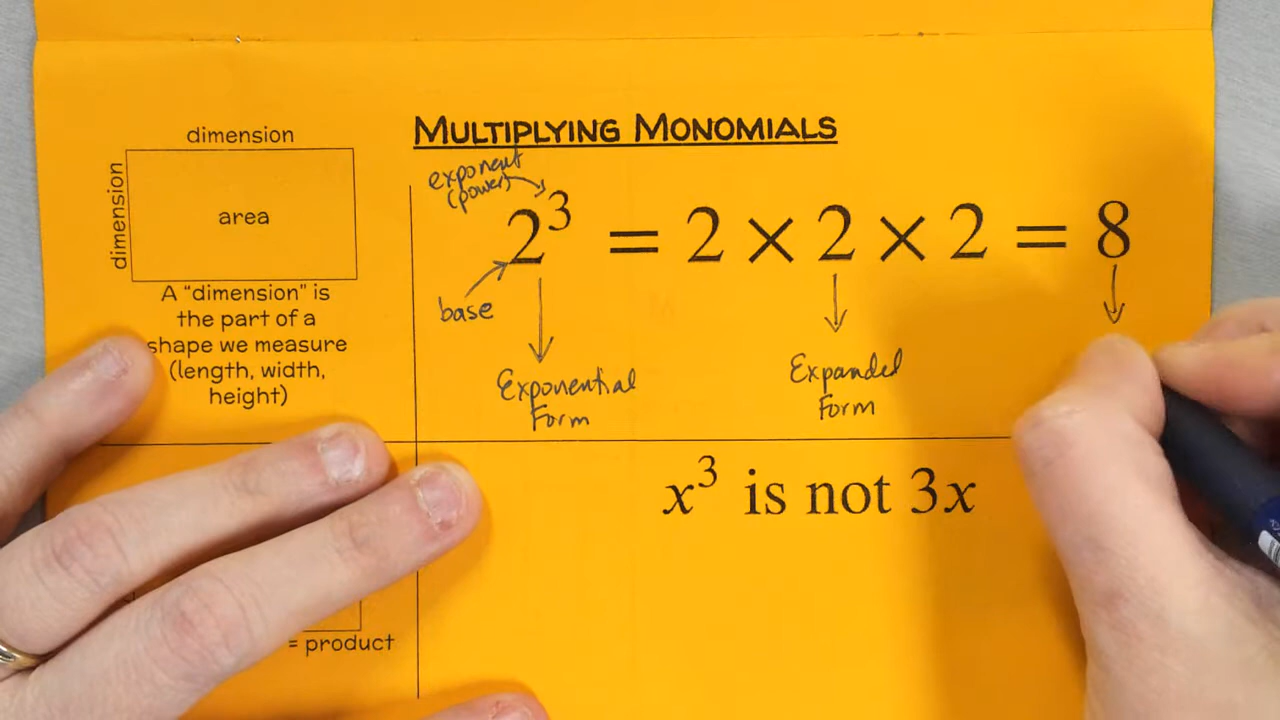 MULTIPLYING MONOMIALS
dimension
dimension
area
A “dimension” is
the part of a
shape we measure
(length, width,
height)
exponent
(power)
2³ = 2 × 2 × 2 = 8
base
Exponential
Form
Expanded
Form
x³ is not 3x
= product